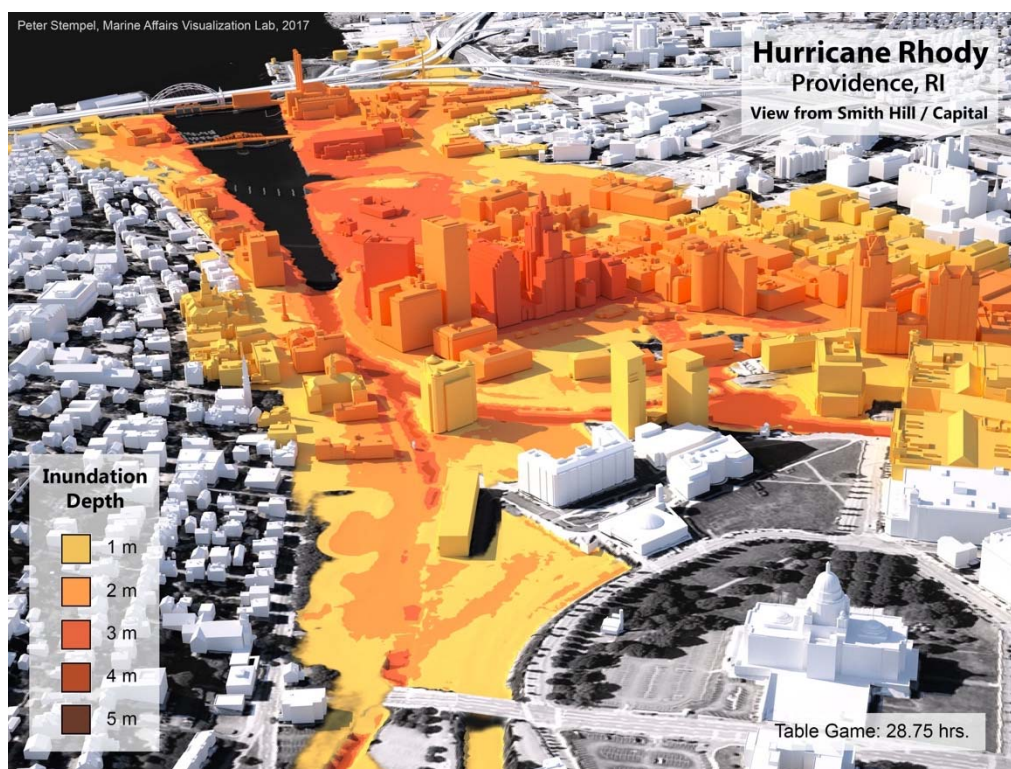 Peter Stempel, Marine Affairs Visualization Lab, 2017
Hurricane Rhody
Providence, RI
View from Smith Hill / Capital
Inundation
Depth
1 m
2 m
3 m
4 m
5 m
Table Game: 28.75 hrs.